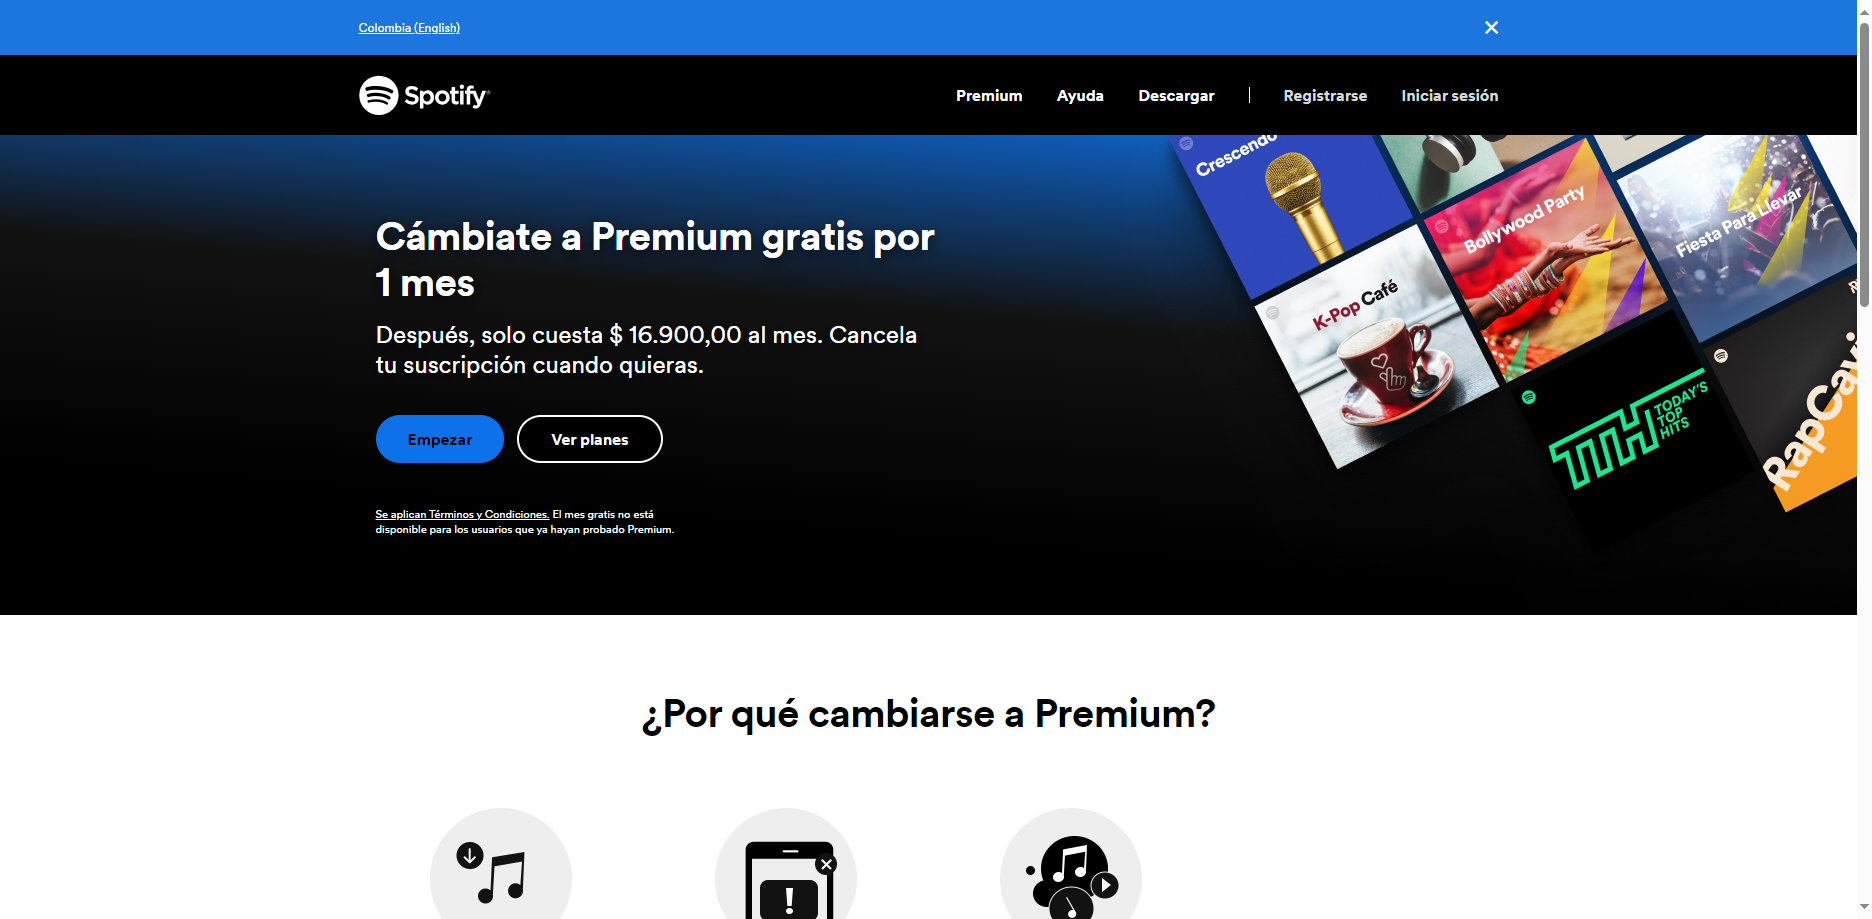 Colombia (English)
Spotify
Premium
Ayuda
Descargar
Registrarse
Iniciar sesión
Cámbiate a Premium gratis por
1 mes
Después, solo cuesta $ 16.900,00 al mes. Cancela
tu suscripción cuando quieras.
Empezar
Ver planes
Se aplican Términos y Condiciones. El mes gratis no está
disponible para los usuarios que ya hayan probado Premium.
Crescendo
Bollywood Party
Fiesta Para Llevar
K-Pop Café
TTH
TODAY'S
TOP
HITS
RapCavi
¿Por qué cambiarse a Premium?